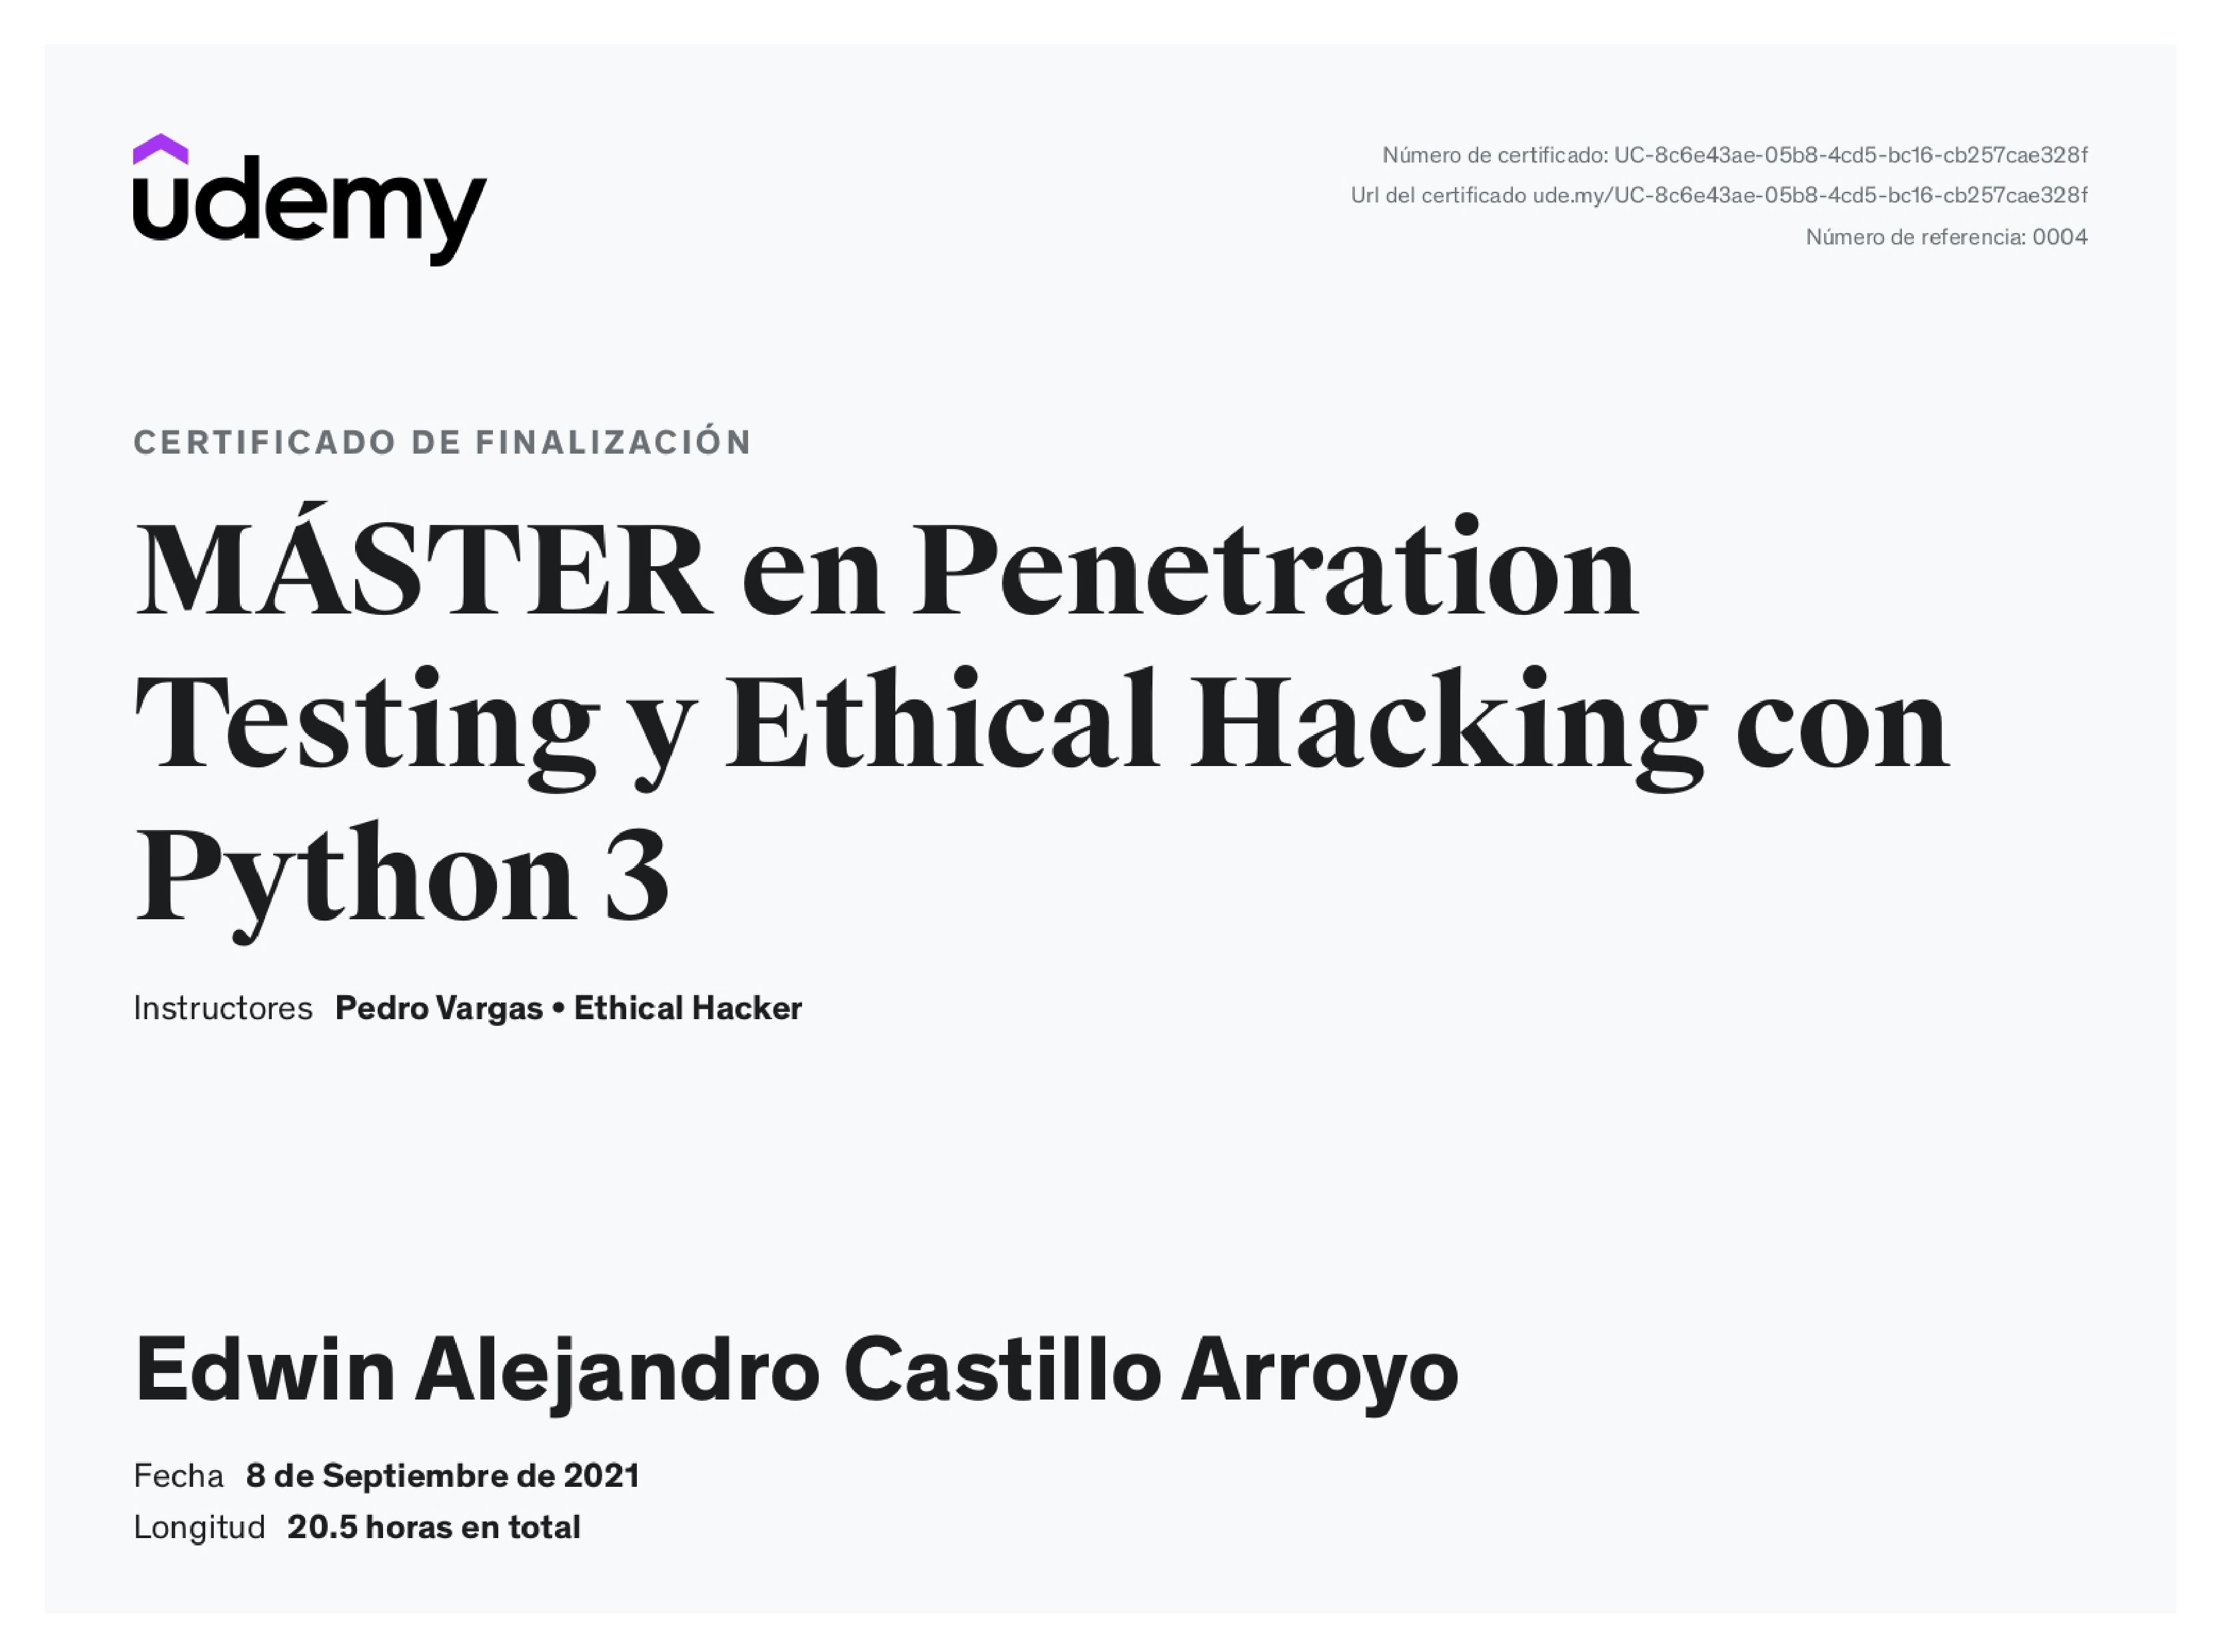 udemy
Número de certificado: UC-8c6e43ae-05b8-4cd5-bc16-cb257cae328f
Url del certificado ude.my/UC-8c6e43ae-05b8-4cd5-bc16-cb257cae328f
Número de referencia: 0004
CERTIFICADO DE FINALIZACIÓN
MÁSTER en Penetration
Testing y Ethical Hacking con
Python 3
Instructores Pedro Vargas • Ethical Hacker
Edwin Alejandro Castillo Arroyo
Fecha 8 de Septiembre de 2021
Longitud 20.5 horas en total